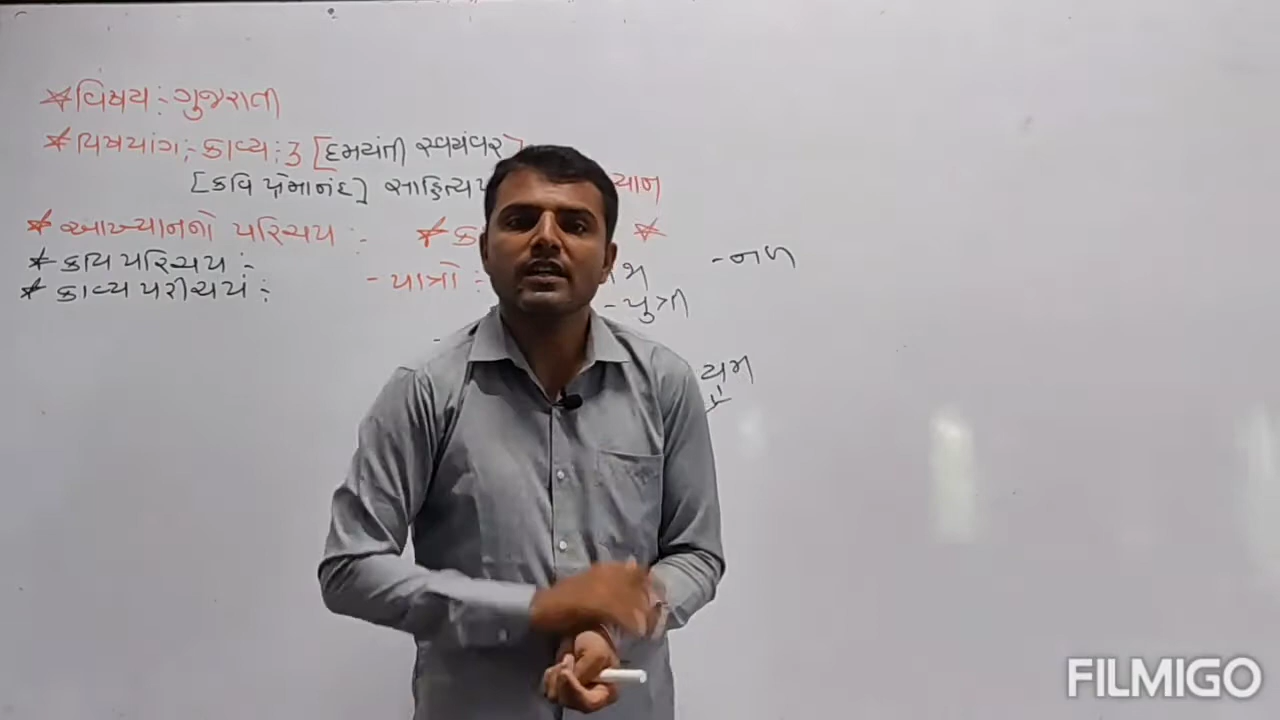 * વિષય :- ગુજરાતી
* વિષયાંગ :- કાવ્ય : 3 [દમયંતી સ્વયંવર]
[કવિ પ્રેમાનંદ] સાહિત્ય
* આખ્યાનનો પરિચય :-
* કવિ પરિચય :-
* કાવ્ય પરીચય :-
- પાત્રો :
- નળ
- પુત્રી
યમ
FILMIGO